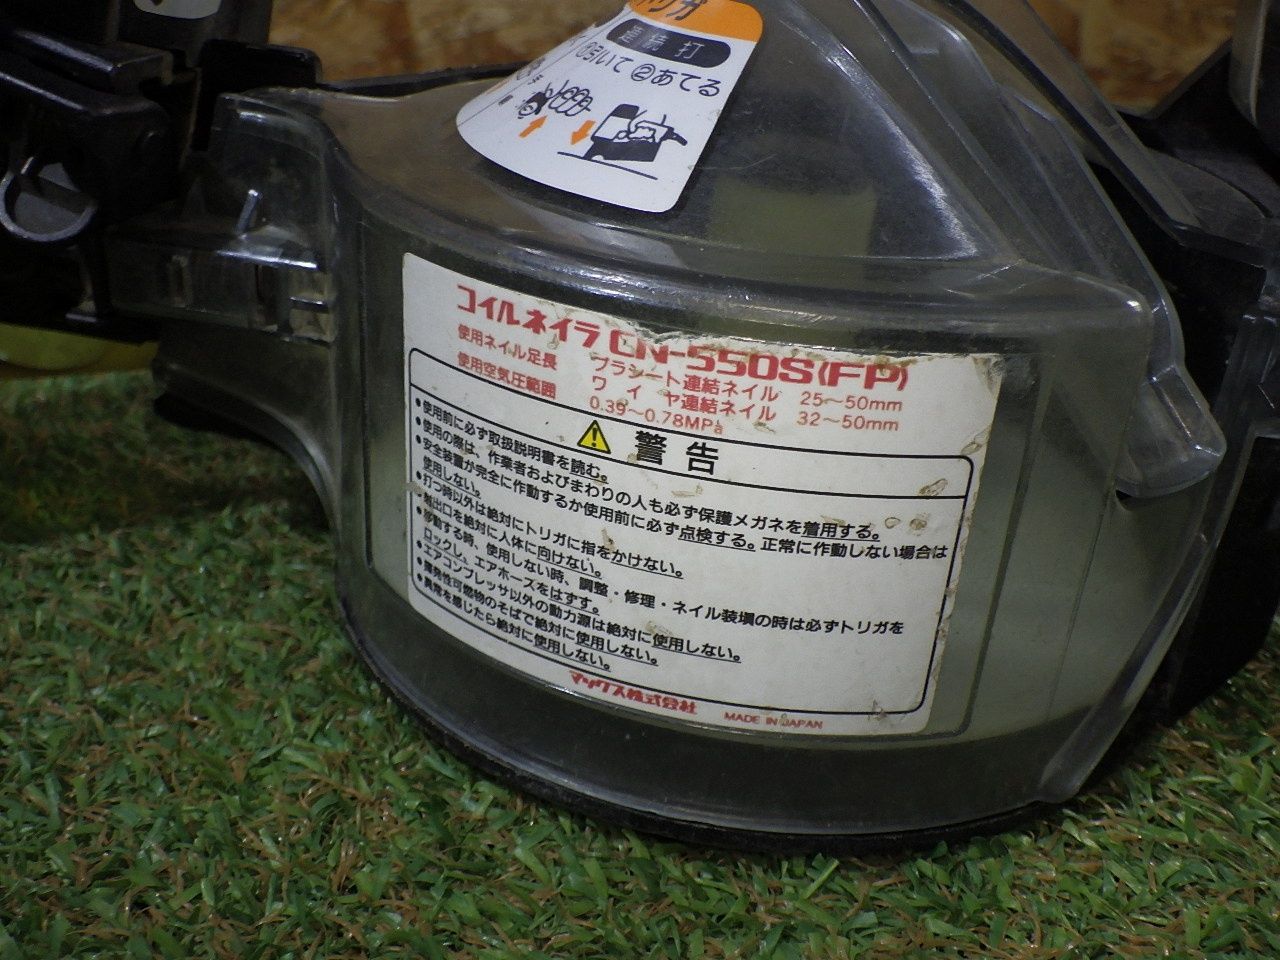 トリガ
連続打
①引いて ②あてる
コイルネイラ CN-550S(FP)
使用ネイル足長 プラシート連結ネイル 25〜50mm
ワイヤ連結ネイル 32〜50mm
使用空気圧範囲 0.39〜0.78MPa
警告
•使用前に必ず取扱説明書を読む。
•使用の際は、作業者およびまわりの人も必ず保護メガネを着用する。
•安全装置が完全に作動するか使用前に必ず点検する。正常に作動しない場合は
使用しない。
•打つ時以外は絶対にトリガに指をかけない。
•射出口を絶対に人体に向けない。
•移動する時、使用しない時、調整・修理・ネイル装填の時は必ずトリガを
ロックし、エアホースをはずす。
•エアコンプレッサ以外の動力源は絶対に使用しない。
•揮発性可燃物のそばで絶対に使用しない。
•異常を感じたら絶対に使用しない。
マックス株式会社 MADE IN JAPAN